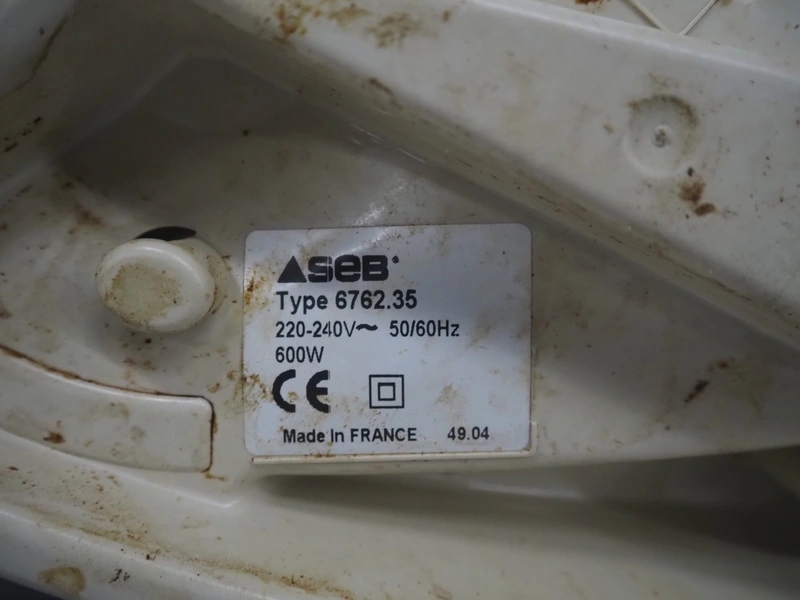 SEB
Type 6762.35
220-240V~ 50/60Hz
600W
CE
Made In FRANCE 49.04